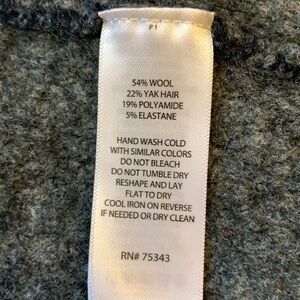 P1
54% WOOL
22% YAK HAIR
19% POLYAMIDE
5% ELASTANE
HAND WASH COLD
WITH SIMILAR COLORS
DO NOT BLEACH
DO NOT TUMBLE DRY
RESHAPE AND LAY
FLAT TO DRY
COOL IRON ON REVERSE
IF NEEDED OR DRY CLEAN
RN# 75343